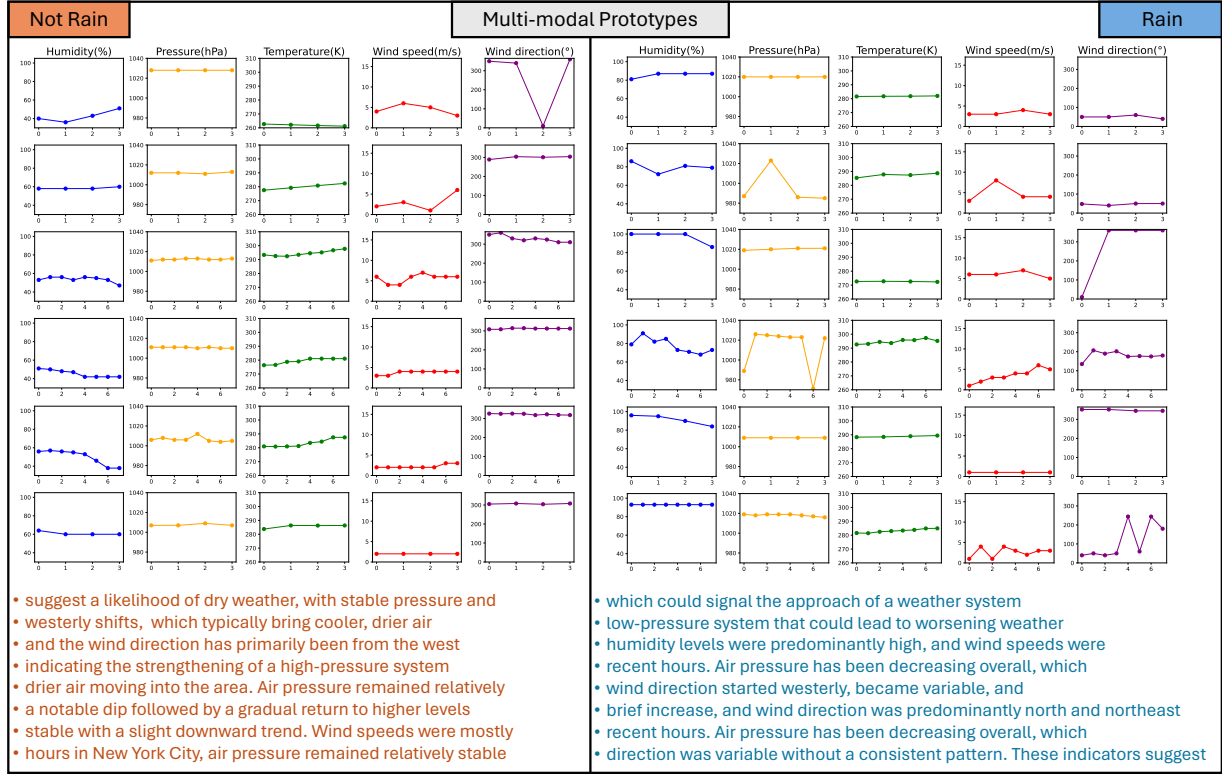 Not Rain
Multi-modal Prototypes
Rain
Humidity(%) Pressure(hPa) Temperature(K) Wind speed(m/s) Wind direction(°)
Humidity(%) Pressure(hPa) Temperature(K) Wind speed(m/s) Wind direction(°)
• suggest a likelihood of dry weather, with stable pressure and
• westerly shifts, which typically bring cooler, drier air
• and the wind direction has primarily been from the west
• indicating the strengthening of a high-pressure system
• drier air moving into the area. Air pressure remained relatively
• a notable dip followed by a gradual return to higher levels
• stable with a slight downward trend. Wind speeds were mostly
• hours in New York City, air pressure remained relatively stable
• which could signal the approach of a weather system
• low-pressure system that could lead to worsening weather
• humidity levels were predominantly high, and wind speeds were
• recent hours. Air pressure has been decreasing overall, which
• wind direction started westerly, became variable, and
• brief increase, and wind direction was predominantly north and northeast
• recent hours. Air pressure has been decreasing overall, which
• direction was variable without a consistent pattern. These indicators suggest